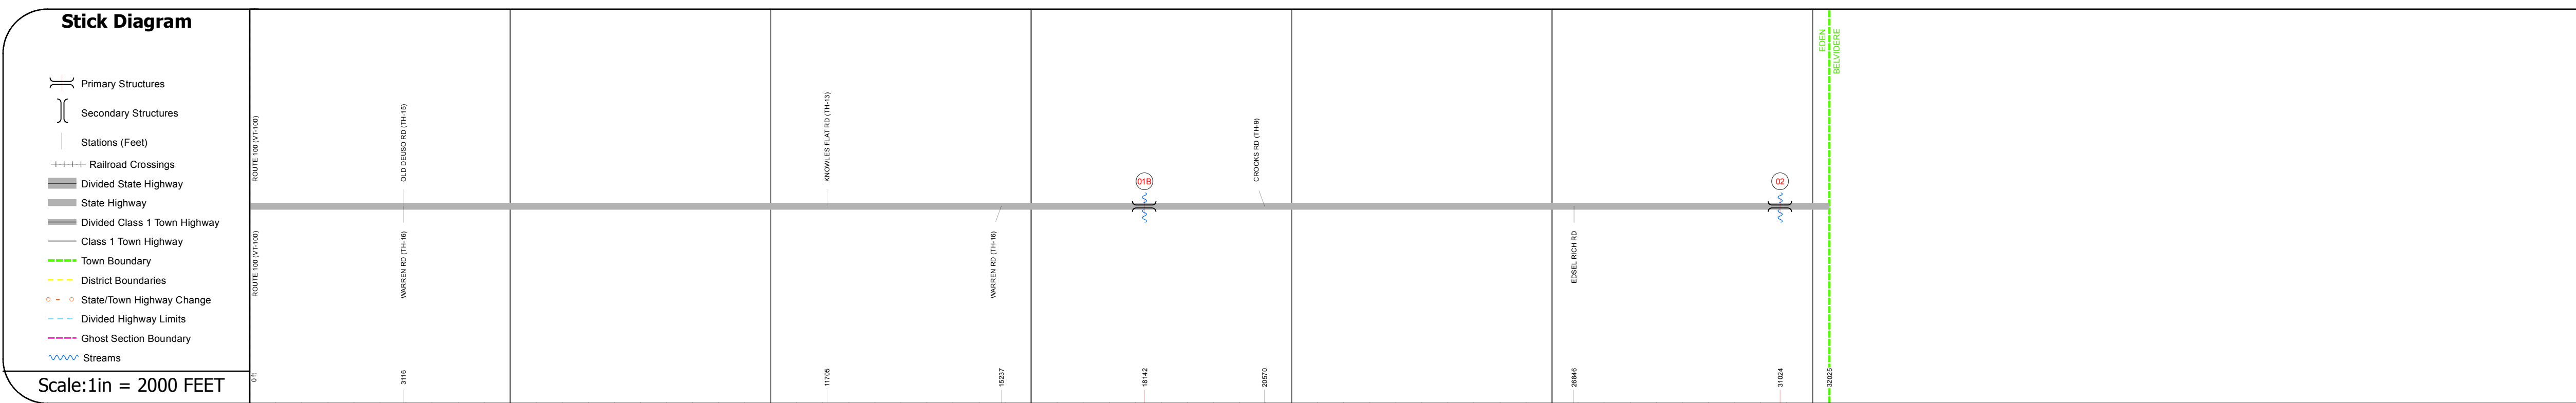 Stick Diagram
Primary Structures
Secondary Structures
Stations (Feet)
Railroad Crossings
Divided State Highway
State Highway
Divided Class 1 Town Highway
Class 1 Town Highway
Town Boundary
District Boundaries
State/Town Highway Change
Divided Highway Limits
Ghost Section Boundary
Streams
Scale:1in = 2000 FEET
ROUTE 100 (VT-100)
ROUTE 100 (VT-100)
0 ft
OLD DEUSO RD (TH-15)
WARREN RD (TH-16)
3116
KNOWLES FLAT RD (TH-13)
11705
WARREN RD (TH-16)
15237
01B
18142
CROOKS RD (TH-9)
20570
EDSEL RICH RD
26846
02
31024
EDEN
BELVIDERE
32025